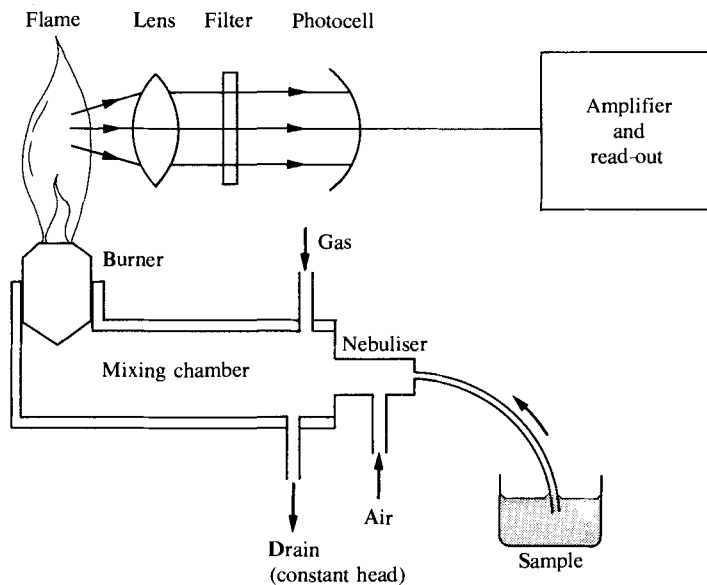 Flame
Lens
Filter
Photocell
Amplifier
and
read-out
Burner
Gas
Nebuliser
Mixing chamber
Air
Drain
(constant head)
Sample